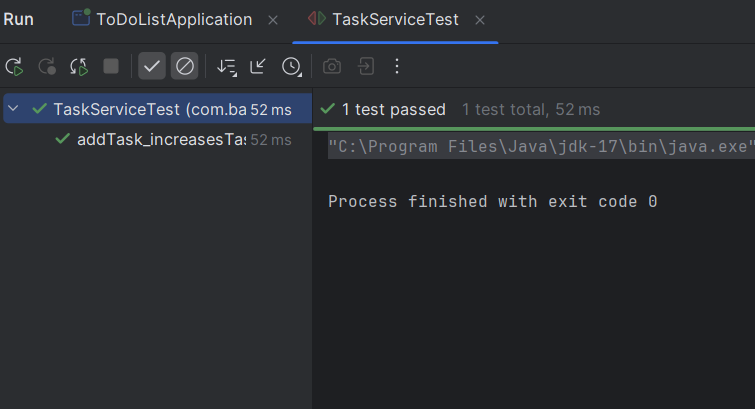 Run ToDoListApplication TaskServiceTest
TaskServiceTest (com.ba 52 ms
addTask_increasesTas 52 ms
1 test passed 1 test total, 52 ms
"C:\Program Files\Java\jdk-17\bin\java.exe"
Process finished with exit code 0